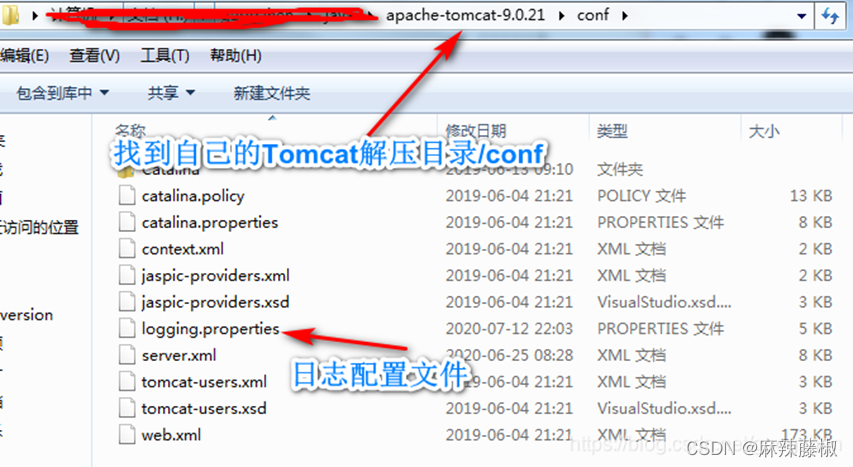 apache-tomcat-9.0.21 conf
编辑(E) 查看(V) 工具(T) 帮助(H)
包含到库中 共享 新建文件夹
名称 修改日期 类型 大小
找到自己的Tomcat解压目录/conf
Catalina 2019-06-13 09:10 文件夹
catalina.policy 2019-06-04 21:21 POLICY 文件 13 KB
catalina.properties 2019-06-04 21:21 PROPERTIES 文件 8 KB
访问的位置
context.xml 2019-06-04 21:21 XML 文档 2 KB
jaspic-providers.xml 2019-06-04 21:21 XML 文档 2 KB
jaspic-providers.xsd 2019-06-04 21:21 VisualStudio.xsd.... 3 KB
version
logging.properties 2020-07-12 22:03 PROPERTIES 文件 5 KB
server.xml 2020-06-25 08:28 XML 文档 8 KB
日志配置文件
tomcat-users.xml 2019-06-04 21:21 XML 文档 3 KB
tomcat-users.xsd 2019-06-04 21:21 VisualStudio.xsd.... 3 KB
web.xml 2019-06-04 21:21 XML 文档 173 KB
CSDN @麻辣藤椒